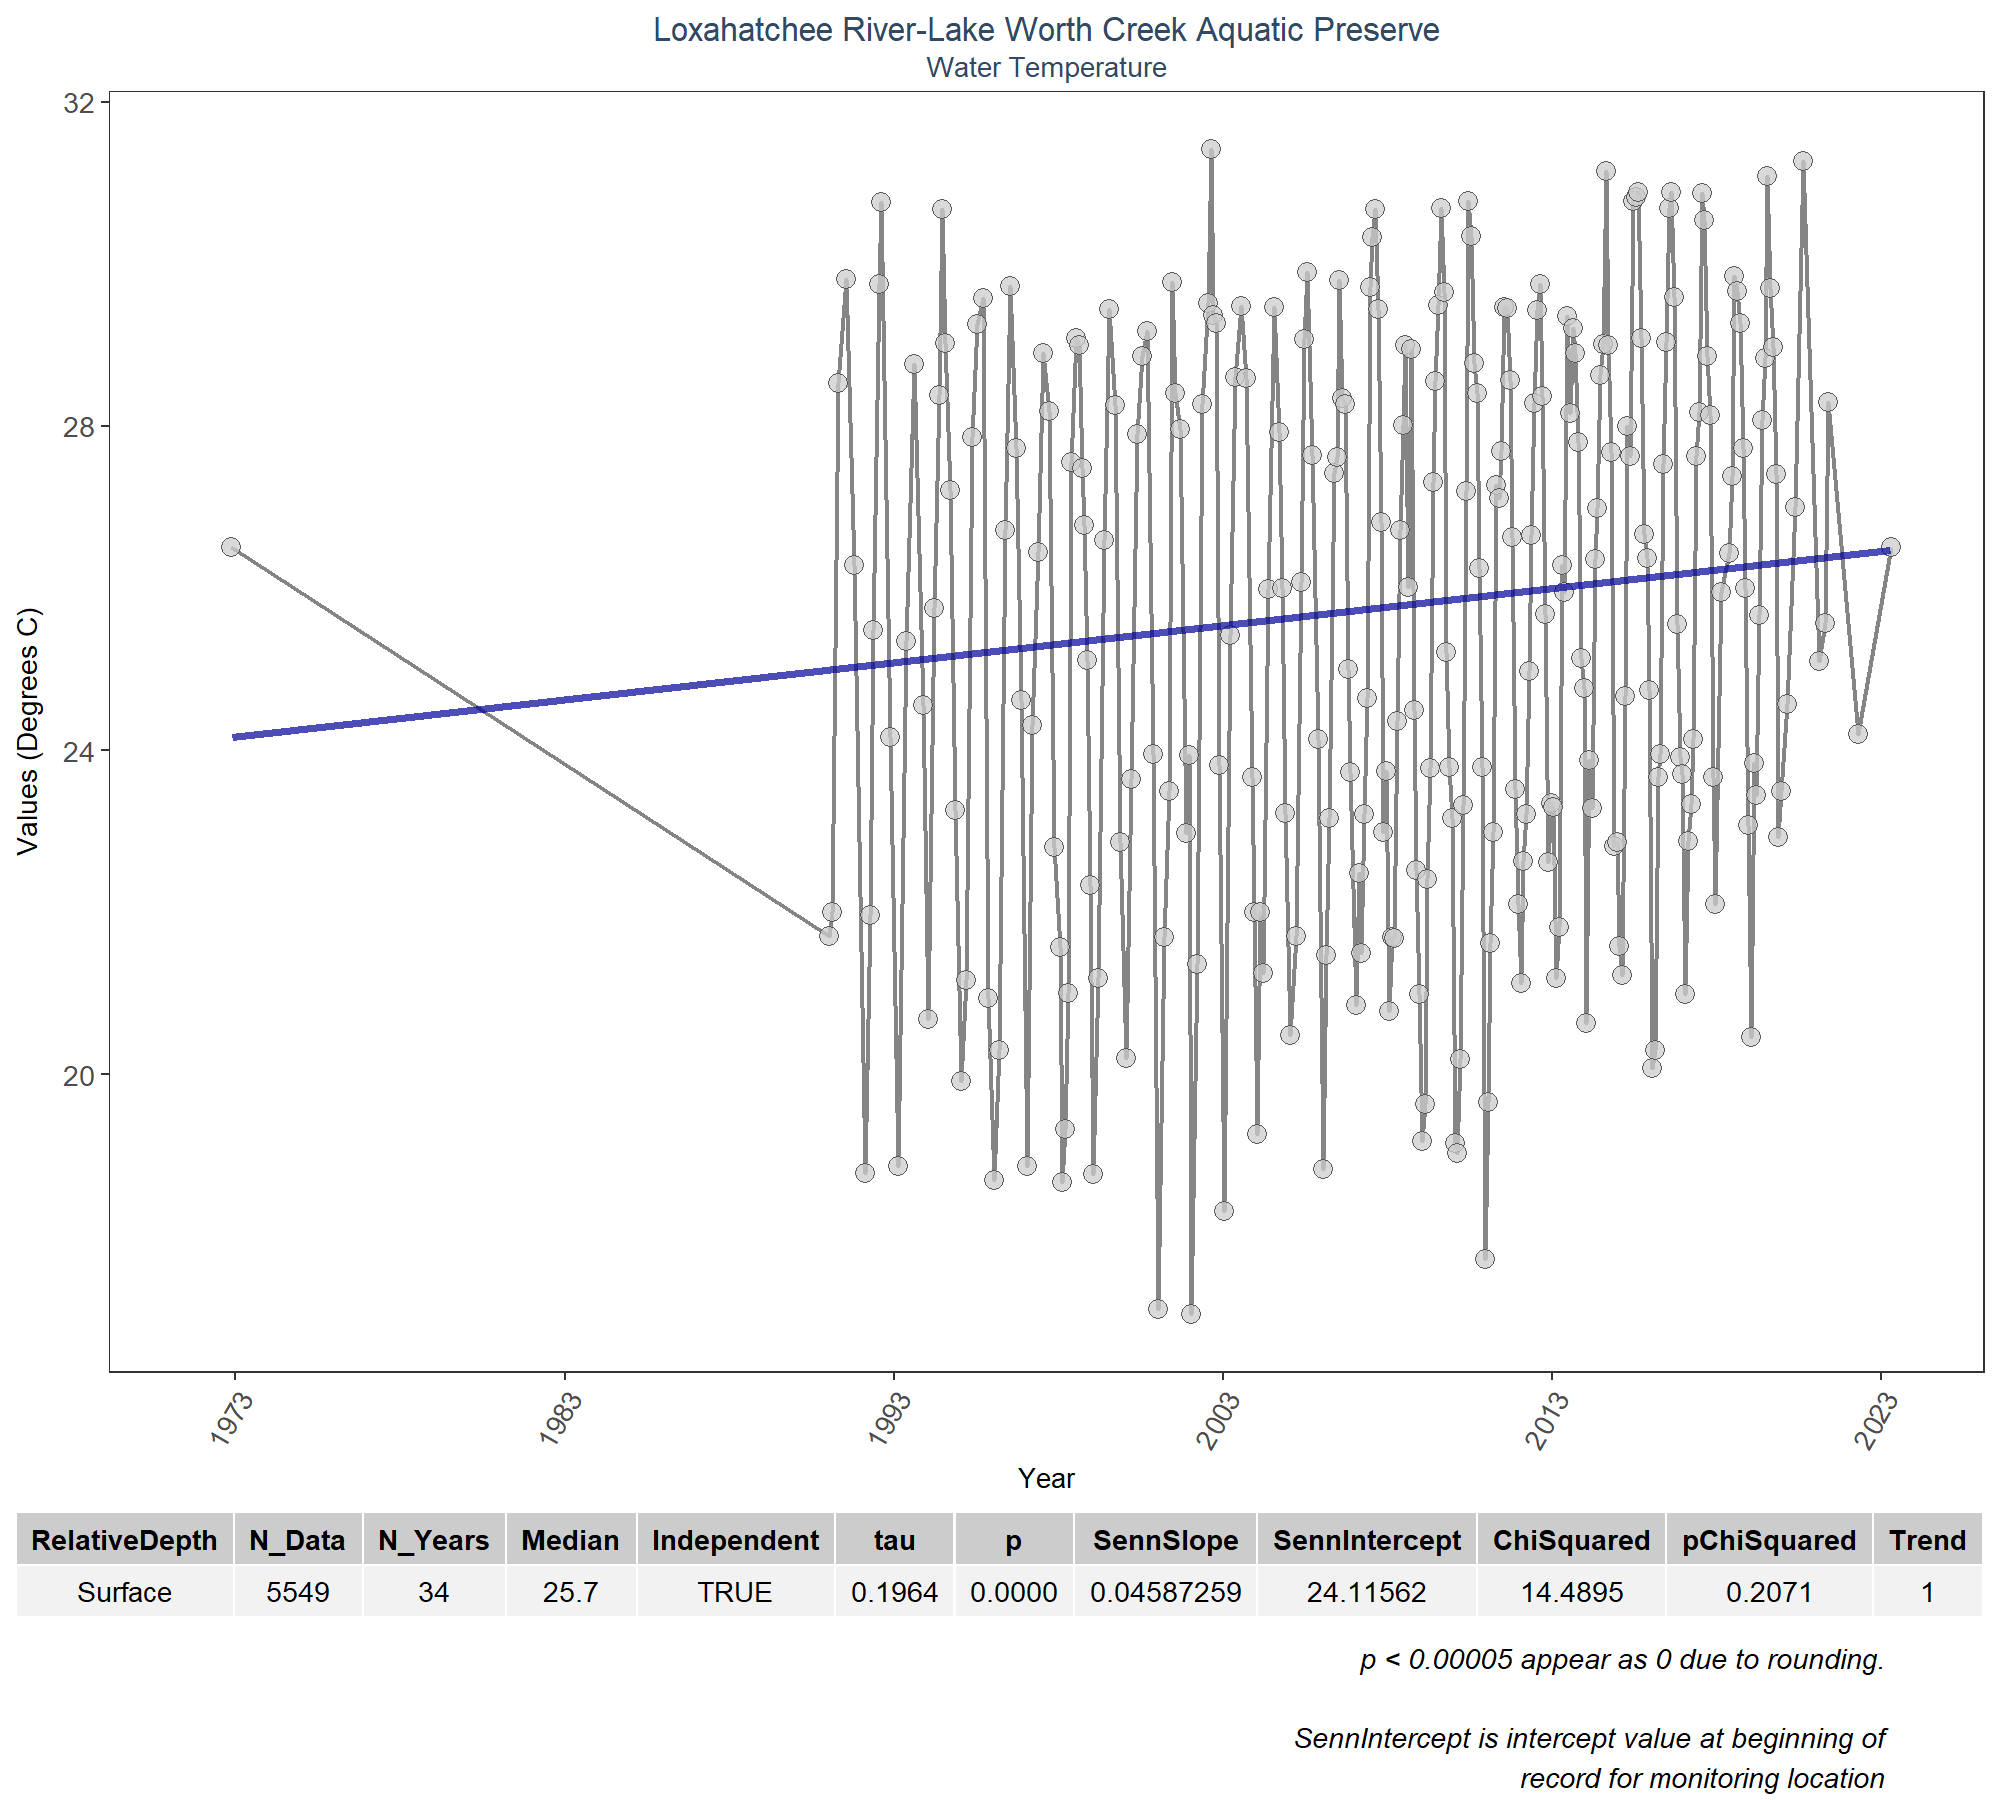 Loxahatchee River-Lake Worth Creek Aquatic Preserve
Water Temperature
32
28
24
20
Values (Degrees C)
1973 1983 1993 2003 2013 2023
Year
RelativeDepth N_Data N_Years Median Independent tau p SennSlope SennIntercept ChiSquared pChiSquared Trend
Surface 5549 34 25.7 TRUE 0.1964 0.0000 0.04587259 24.11562 14.4895 0.2071 1
p < 0.00005 appear as 0 due to rounding.
SennIntercept is intercept value at beginning of
record for monitoring location